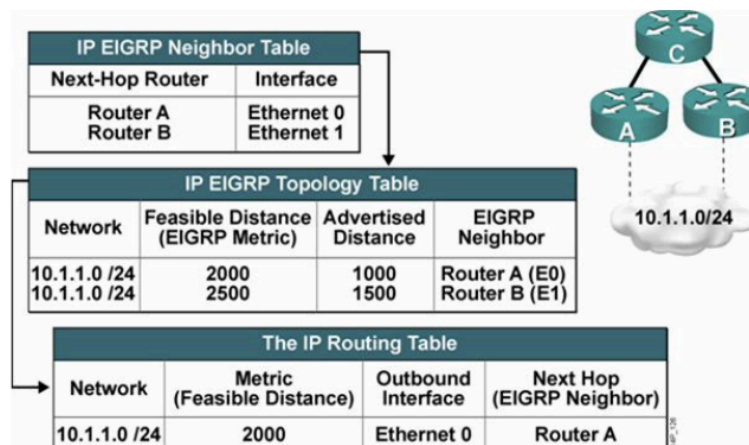 IP EIGRP Neighbor Table
Next-Hop Router Interface
Router A Ethernet 0
Router B Ethernet 1
C
A B
10.1.1.0/24
IP EIGRP Topology Table
Network Feasible Distance (EIGRP Metric) Advertised Distance EIGRP Neighbor
10.1.1.0 /24 2000 1000 Router A (E0)
10.1.1.0 /24 2500 1500 Router B (E1)
The IP Routing Table
Network Metric (Feasible Distance) Outbound Interface Next Hop (EIGRP Neighbor)
10.1.1.0 /24 2000 Ethernet 0 Router A